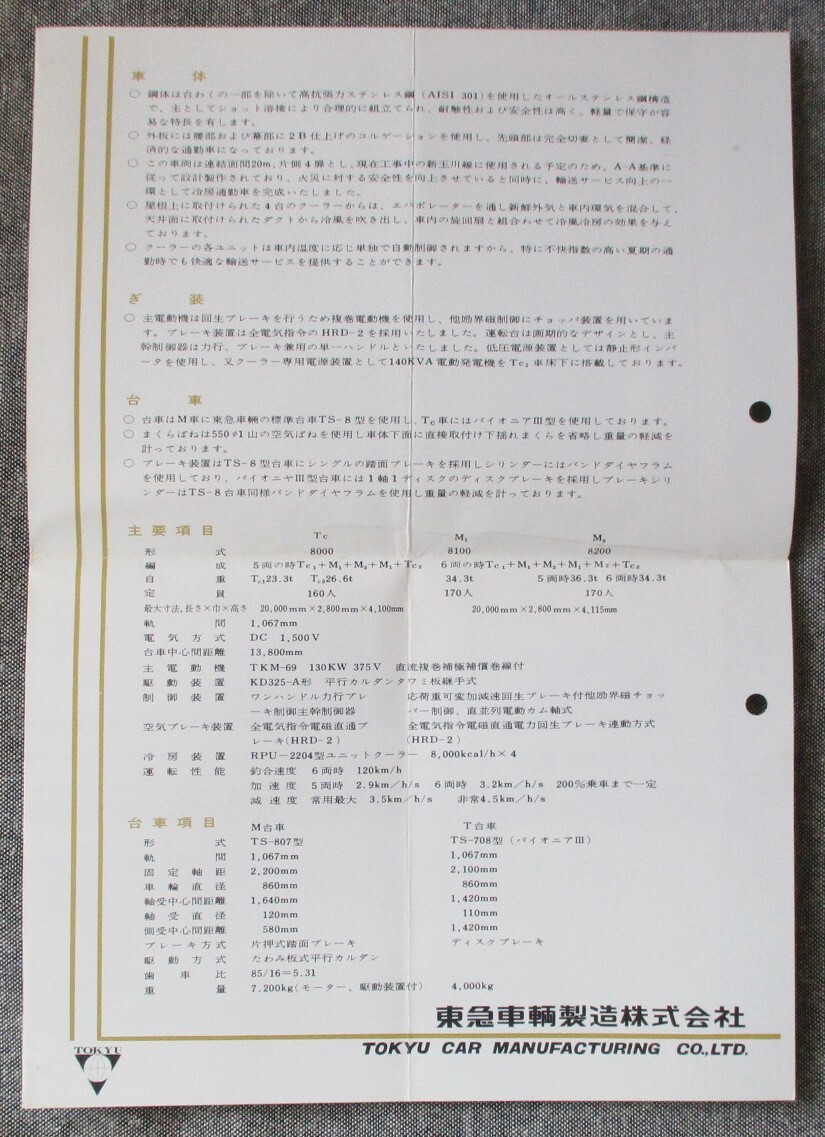 車体
○ 鋼体は台わくの一部を除いて高抗張力ステンレス鋼(AISI 301)を使用したオールステンレス鋼構造
で、主としてショット溶接により合理的に組立てられ、耐蝕性および安全性は高く、軽量で保守が容
易な特長を有します。
○ 外板には腰部および幕部に2B仕上げのコルゲーションを使用し、先頭部は完全切妻として簡潔、経
済的な通勤車になっております。
○ この車両は連結面間20m、片側4扉とし、現在工事中の新玉川線に使用される予定のため、A-A基準に
従って設計製作されており、火災に対する安全性を向上させていると同時に、輸送サービス向上の一
環として冷房通勤車を完成いたしました。
○ 屋根上に取付けられた4台のクーラーからは、エバポレーターを通し新鮮外気と車内環気を混合して、
天井面に取付けられたダクトから冷風を吹き出し、車内の旋回扇と組合わせて冷風冷房の効果を与え
ております。
○ クーラーの各ユニットは車内温度に応じ単独で自動制御されますから、特に不快指数の高い夏期の通
勤時でも快適な輸送サービスを提供することができます。
ぎ装
○ 主電動機は回生ブレーキを行うため複巻電動機を使用し、他励界磁制御にチョッパ装置を用いていま
す。ブレーキ装置は全電気指令のHRD-2を採用いたしました。運転台は画期的なデザインとし、主
幹制御器は力行、ブレーキ兼用の単一ハンドルといたしました。低圧電源装置としては静止形インバ
ータを使用し、又クーラー専用電源装置として140KVA電動発電機をTc₂車床下に搭載しております。
台車
○ 台車はM車に東急車輛の標準台車TS-8型を使用し、Tc車にはパイオニアIII型を使用しております。
○ まくらばねは550φ1山の空気ばねを使用し車体下面に直接取付け下揺れまくらを省略し重量の軽減を
計っております。
○ ブレーキ装置はTS-8型台車にシングルの踏面ブレーキを採用しシリンダーにはバンドダイヤフラム
を使用しており、パイオニヤIII型台車には1軸1ディスクのディスクブレーキを採用しブレーキシリ
ンダーはTS-8台車同様バンドダイヤフラムを使用し重量の軽減を計っております。
主要項目 Tc M₁ M₂
形式 8000 8100 8200
編成 5両の時Tc₁+M₁+M₂+M₁+Tc₂ 6両の時Tc₁+M₁+M₂+M₁+M₂+Tc₂
自重 Tc₁23.3t Tc₂26.6t 34.3t 5両時36.3t 6両時34.3t
定員 160人 170人 170人
最大寸法,長さ×巾×高さ 20,000mm×2,800mm×4,100mm 20,000mm×2,800mm×4,115mm
軌間 1,067mm
電気方式 DC 1,500V
台車中心間距離 13,800mm
主電動機 TKM-69 130KW 375V 直流複巻補極補償巻線付
駆動装置 KD325-A形 平行カルダンタワミ板継手式
制御装置 ワンハンドル力行ブレ 応荷重可変加減速回生ブレーキ付他励界磁チョッ
ーキ制御主幹制御器 パー制御、直並列電動カム軸式
空気ブレーキ装置 全電気指令電磁直通ブ 全電気指令電磁直通電力回生ブレーキ連動方式
レーキ(HRD-2) (HRD-2)
冷房装置 RPU-2204型ユニットクーラー 8,000kcal/h×4
運転性能 釣合速度 6両時 120km/h
加速度 5両時 2.9km/h/s 6両時 3.2km/h/s 200%乗車まで一定
減速度 常用最大 3.5km/h/s 非常4.5km/h/s
台車項目 M台車 T台車
形式 TS-807型 TS-708型(パイオニアIII)
軌間 1,067mm 1,067mm
固定軸距 2,200mm 2,100mm
車輪直径 860mm 860mm
軸受中心間距離 1,640mm 1,420mm
軸受直径 120mm 110mm
側受中心間距離 580mm 1,420mm
ブレーキ方式 片押式踏面ブレーキ ディスクブレーキ
駆動方式 たわみ板式平行カルダン
歯車比 85/16=5.31
重量 7.200kg(モーター、駆動装置付) 4,000kg
東急車輛製造株式会社
TOKYU CAR MANUFACTURING CO.,LTD.
TOKYU